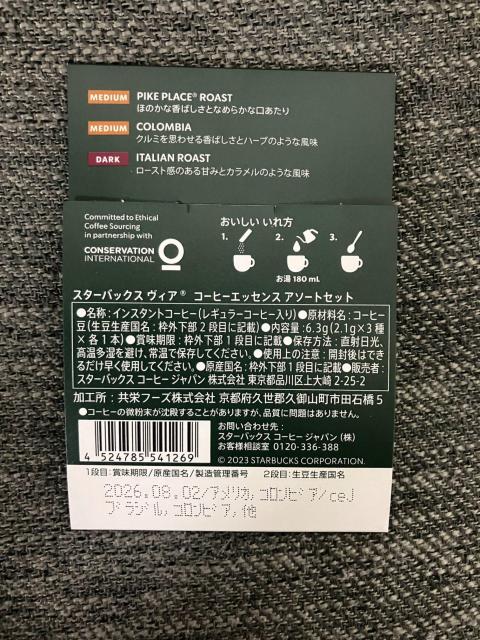 MEDIUM PIKE PLACE® ROAST
ほのかな香ばしさとなめらかな口あたり
MEDIUM COLOMBIA
クルミを思わせる香ばしさとハーブのような風味
DARK ITALIAN ROAST
ロースト感のある甘みとカラメルのような風味
Committed to Ethical
Coffee Sourcing
in partnership with
CONSERVATION
INTERNATIONAL
おいしい いれ方
1. 2. 3.
お湯 180 mL
スターバックス ヴィア® コーヒーエッセンス アソートセット
●名称:インスタントコーヒー(レギュラーコーヒー入り)●原材料名:コーヒー
豆(生豆生産国名:枠外下部2段目に記載)●内容量:6.3g(2.1g×3種
×各1本)●賞味期限:枠外下部1段目に記載●保存方法:直射日光、
高温多湿を避け、常温で保存してください。●使用上の注意:開封後はでき
るだけ早く使用してください。●原産国名:枠外下部1段目に記載●販売者:
スターバックス コーヒー ジャパン 株式会社 東京都品川区上大崎 2-25-2
加工所:共栄フーズ株式会社 京都府久世郡久御山町市田石橋5
●コーヒーの微粉末が沈殿することがありますが、品質に問題はありません。
お問い合わせ先:
スターバックス コーヒー ジャパン(株)
お客様相談室 0120-336-388
© 2023 STARBUCKS CORPORATION.
4 524785 541269
1段目:賞味期限/原産国名/製造管理番号 2段目:生豆生産国名
2026.08.02/アメリカ,コロンビア/ceJ
ブラジル,コロンビア,他